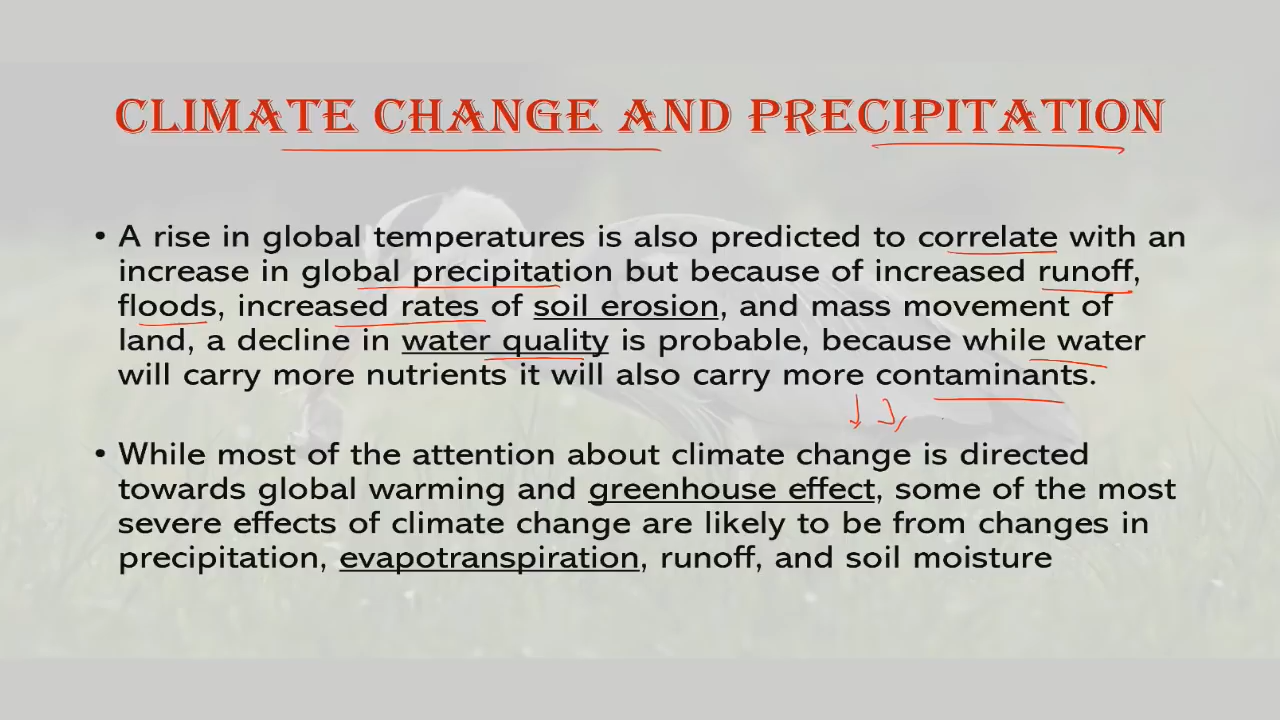 CLIMATE CHANGE AND PRECIPITATION
• A rise in global temperatures is also predicted to correlate with an
increase in global precipitation but because of increased runoff,
floods, increased rates of soil erosion, and mass movement of
land, a decline in water quality is probable, because while water
will carry more nutrients it will also carry more contaminants.
• While most of the attention about climate change is directed
towards global warming and greenhouse effect, some of the most
severe effects of climate change are likely to be from changes in
precipitation, evapotranspiration, runoff, and soil moisture